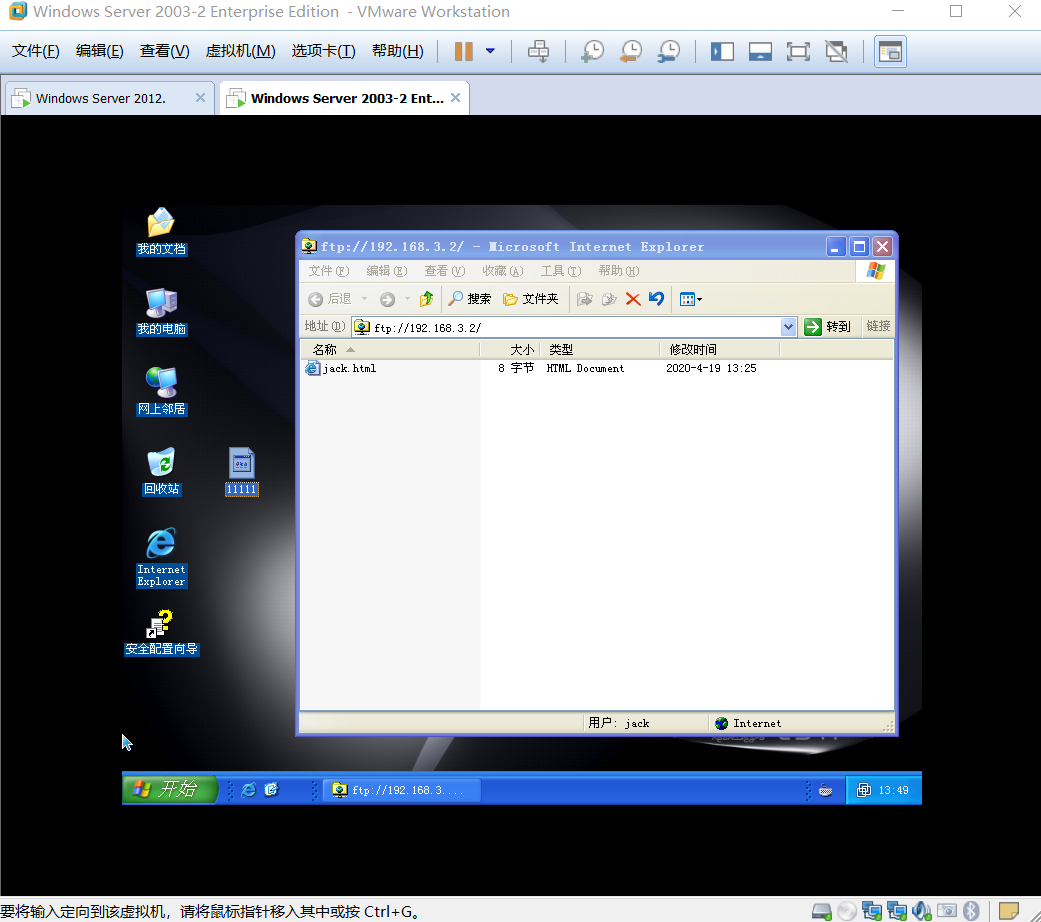 Windows Server 2003-2 Enterprise Edition - VMware Workstation
文件(F) 编辑(E) 查看(V) 虚拟机(M) 选项卡(T) 帮助(H)
Windows Server 2012. Windows Server 2003-2 Ent...
我的文档
我的电脑
网上邻居
回收站
11111
Internet
Explorer
安全配置向导
ftp://192.168.3.2/ - Microsoft Internet Explorer
文件(F) 编辑(E) 查看(V) 收藏(A) 工具(T) 帮助(H)
后退 搜索 文件夹
地址(D) ftp://192.168.3.2/ 转到 链接
名称 大小 类型 修改时间
jack.html 8 字节 HTML Document 2020-4-19 13:25
用户: jack Internet
开始 ftp://192.168.3.... 13:49
要将输入定向到该虚拟机，请将鼠标指针移入其中或按 Ctrl+G。